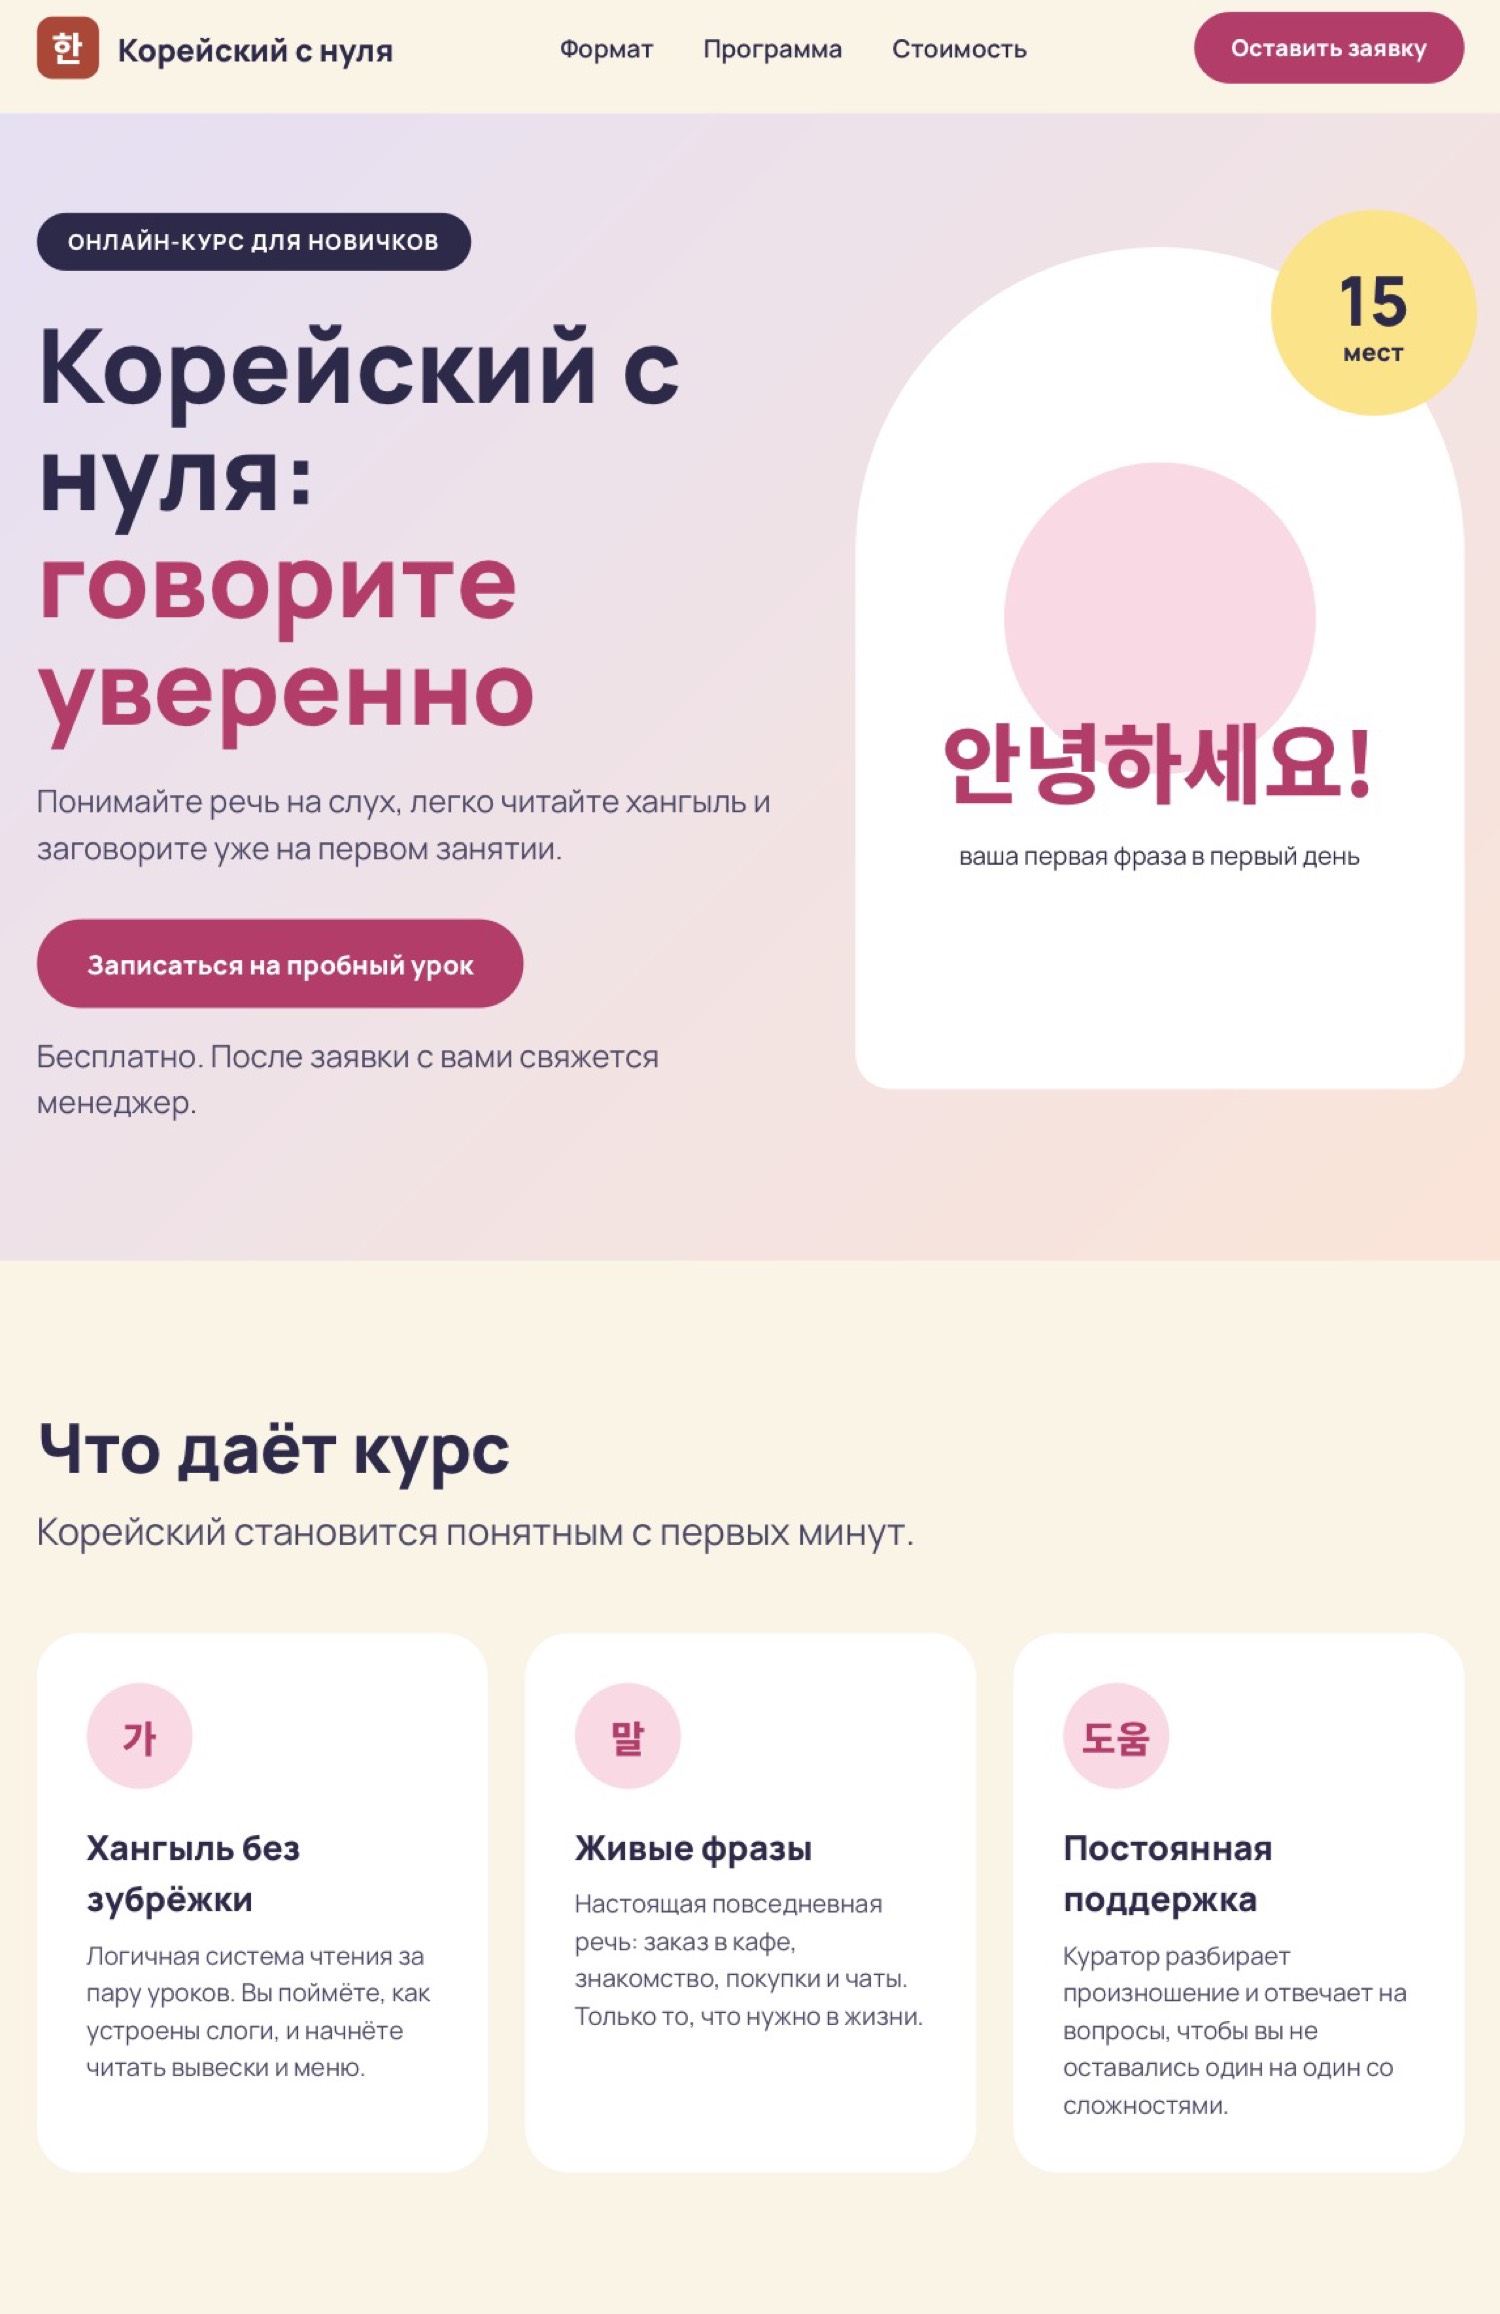 한 Корейский с нуля
Формат Программа Стоимость
Оставить заявку
ОНЛАЙН-КУРС ДЛЯ НОВИЧКОВ
Корейский с
нуля:
говорите
уверенно
Понимайте речь на слух, легко читайте хангыль и
заговорите уже на первом занятии.
Записаться на пробный урок
Бесплатно. После заявки с вами свяжется
менеджер.
15
мест
안녕하세요!
ваша первая фраза в первый день
Что даёт курс
Корейский становится понятным с первых минут.
가
Хангыль без
зубрёжки
Логичная система чтения за
пару уроков. Вы поймёте, как
устроены слоги, и начнёте
читать вывески и меню.
말
Живые фразы
Настоящая повседневная
речь: заказ в кафе,
знакомство, покупки и чаты.
Только то, что нужно в жизни.
도움
Постоянная
поддержка
Куратор разбирает
произношение и отвечает на
вопросы, чтобы вы не
оставались один на один со
сложностями.